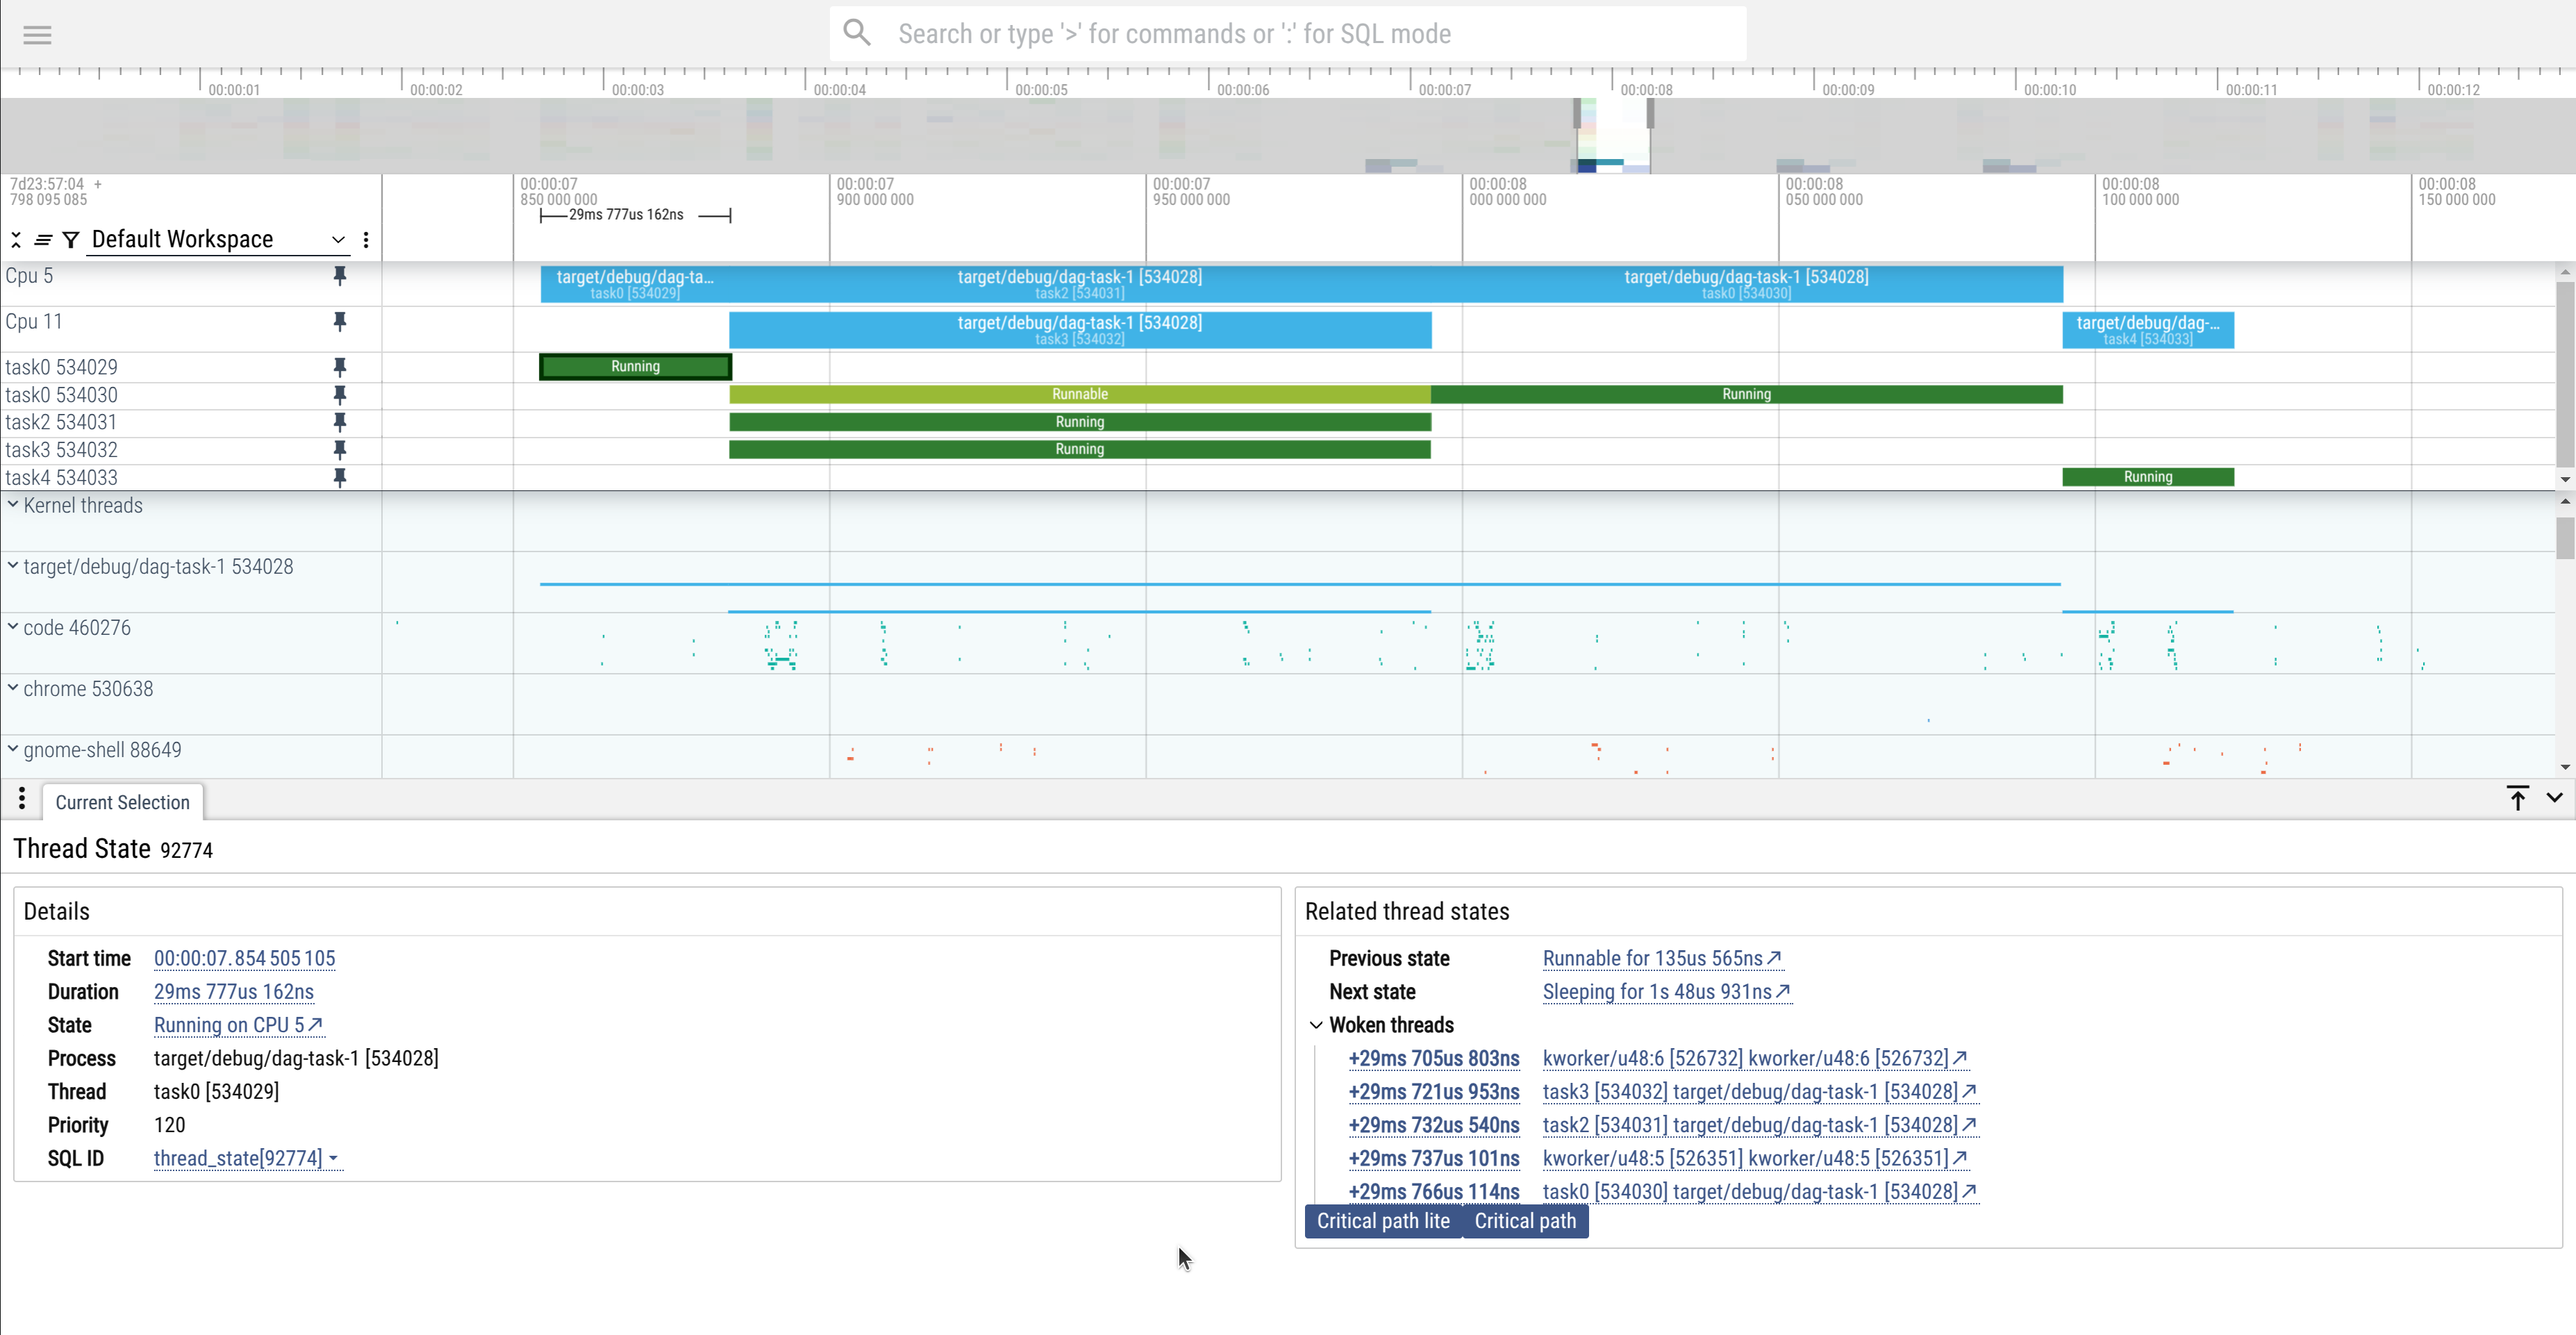 Search or type '>' for commands or ':' for SQL mode
00:00:01 00:00:02 00:00:03 00:00:04 00:00:05 00:00:06 00:00:07 00:00:08 00:00:09 00:00:10 00:00:11 00:00:12
7d23:57:04 + 00:00:07 00:00:07 00:00:07 00:00:08 00:00:08 00:00:08 00:00:08
798 095 085 850 000 000 900 000 000 950 000 000 000 000 000 050 000 000 100 000 000 150 000 000
29ms 777us 162ns
Default Workspace
Cpu 5 target/debug/dag-ta... target/debug/dag-task-1 [534028] target/debug/dag-task-1 [534028]
task0 [534029] task2 [534031] task0 [534030]
Cpu 11 target/debug/dag-task-1 [534028] target/debug/dag-...
task3 [534032] task4 [534033]
task0 534029 Running
task0 534030 Runnable Running
task2 534031 Running
task3 534032 Running
task4 534033 Running
Kernel threads
target/debug/dag-task-1 534028
code 460276
chrome 530638
gnome-shell 88649
Current Selection
Thread State 92774
Details
Start time 00:00:07.854 505 105
Duration 29ms 777us 162ns
State Running on CPU 5
Process target/debug/dag-task-1 [534028]
Thread task0 [534029]
Priority 120
SQL ID thread_state[92774]
Related thread states
Previous state Runnable for 135us 565ns
Next state Sleeping for 1s 48us 931ns
Woken threads
+29ms 705us 803ns kworker/u48:6 [526732] kworker/u48:6 [526732]
+29ms 721us 953ns task3 [534032] target/debug/dag-task-1 [534028]
+29ms 732us 540ns task2 [534031] target/debug/dag-task-1 [534028]
+29ms 737us 101ns kworker/u48:5 [526351] kworker/u48:5 [526351]
+29ms 766us 114ns task0 [534030] target/debug/dag-task-1 [534028]
Critical path lite Critical path